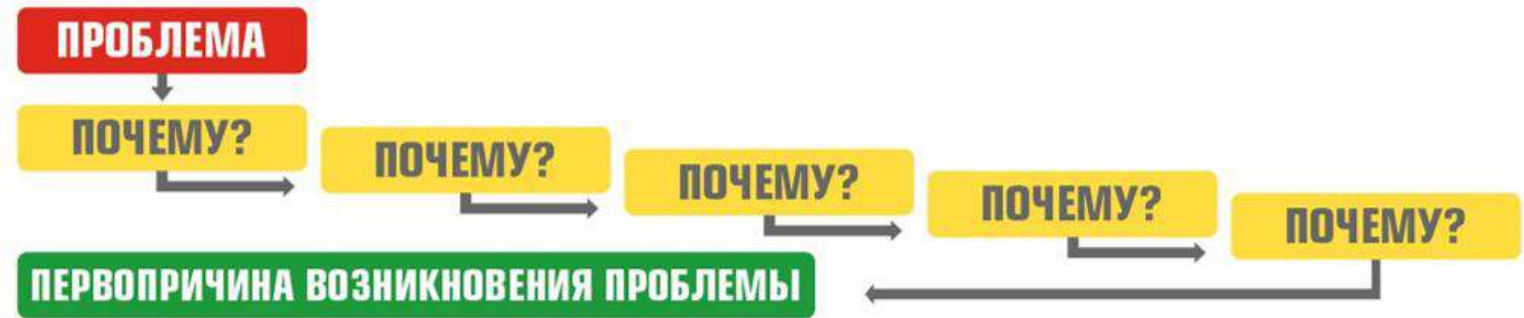 ПРОБЛЕМА
ПОЧЕМУ?
ПОЧЕМУ?
ПОЧЕМУ?
ПОЧЕМУ?
ПОЧЕМУ?
ПЕРВОПРИЧИНА ВОЗНИКНОВЕНИЯ ПРОБЛЕМЫ